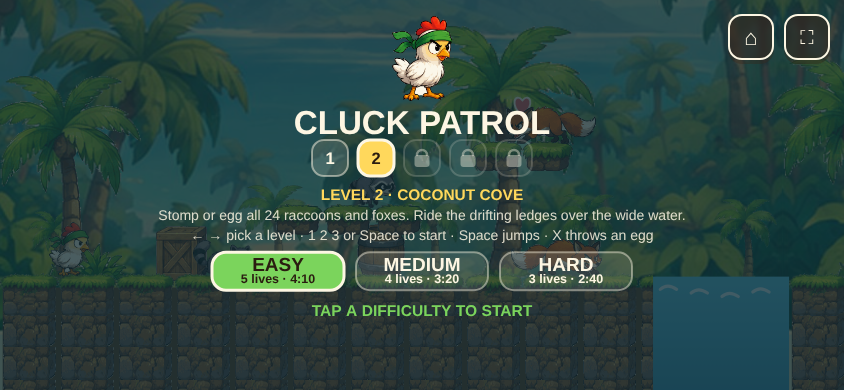 CLUCK PATROL
1 2
LEVEL 2 · COCONUT COVE
Stomp or egg all 24 raccoons and foxes. Ride the drifting ledges over the wide water.
← → pick a level · 1 2 3 or Space to start · Space jumps · X throws an egg
EASY MEDIUM HARD
5 lives · 4:10 4 lives · 3:20 3 lives · 2:40
TAP A DIFFICULTY TO START